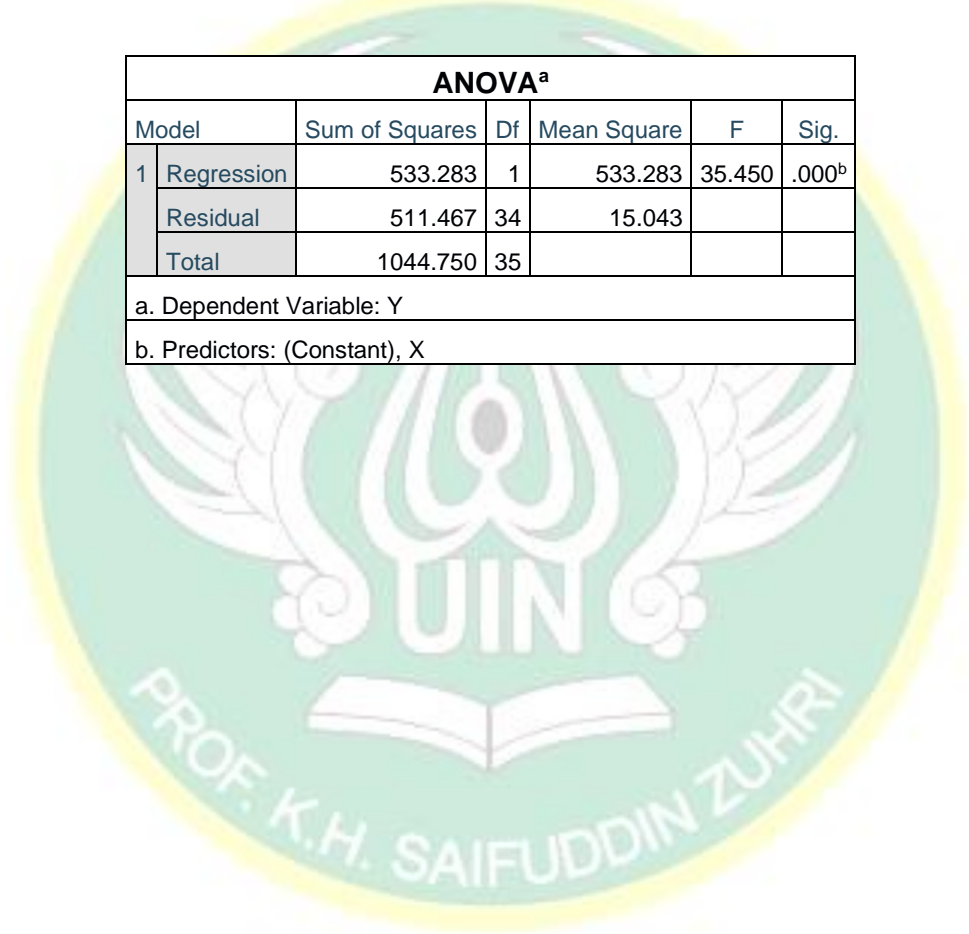 ANOVAᵃ
Model Sum of Squares Df Mean Square F Sig.
1 Regression 533.283 1 533.283 35.450 .000ᵇ
Residual 511.467 34 15.043
Total 1044.750 35
a. Dependent Variable: Y
b. Predictors: (Constant), X
UIN
PROF. K.H. SAIFUDDIN ZUHRI